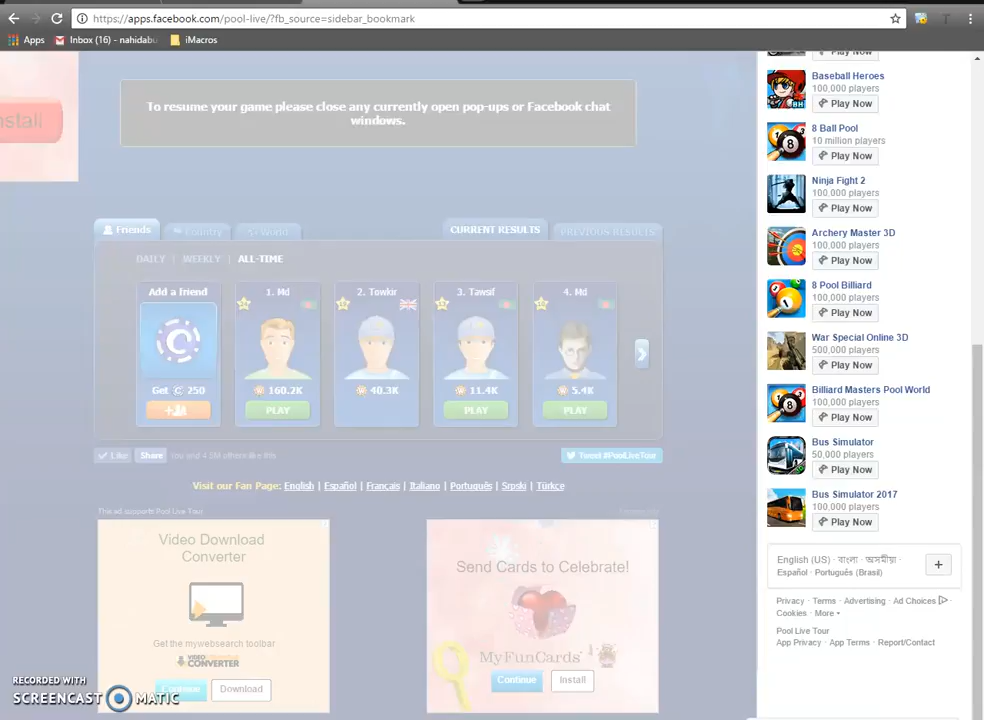 https://apps.facebook.com/pool-live/?fb_source=sidebar_bookmark
Apps
Inbox (16) - nahidabu
iMacros
To resume your game please close any currently open pop-ups or Facebook chat
windows.
Install
Friends
Country
World
CURRENT RESULTS
PREVIOUS RESULTS
DAILY | WEEKLY | ALL-TIME
Add a friend
Get C 250
1. Md
160.2K
PLAY
2. Towkir
40.3K
3. Tawsif
11.4K
PLAY
4. Md
5.4K
PLAY
Like
Share
You and 4.9M others like this
Tweet #PoolLiveTour
Visit our Fan Page: English | Español | Français | Italiano | Português | Srpski | Türkçe
This ad supports Pool Live Tour
Video Download
Converter
Get the mywebsearch toolbar
VIDEO
CONVERTER
Continue
Download
Send Cards to Celebrate!
MyFunCards
Continue
Install
RECORDED WITH
SCREENCAST MATIC
Play Now
Baseball Heroes
100,000 players
Play Now
8 Ball Pool
10 million players
Play Now
Ninja Fight 2
100,000 players
Play Now
Archery Master 3D
100,000 players
Play Now
8 Pool Billiard
100,000 players
Play Now
War Special Online 3D
500,000 players
Play Now
Billiard Masters Pool World
100,000 players
Play Now
Bus Simulator
50,000 players
Play Now
Bus Simulator 2017
100,000 players
Play Now
English (US) · বাংলা · অসমীয়া ·
Español · Português (Brasil)
+
Privacy · Terms · Advertising · Ad Choices ·
Cookies · More
Pool Live Tour
App Privacy · App Terms · Report/Contact